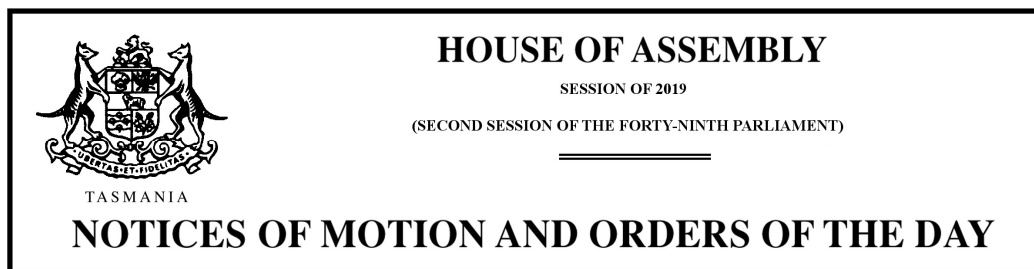 HOUSE OF ASSEMBLY
SESSION OF 2019
(SECOND SESSION OF THE FORTY-NINTH PARLIAMENT)
UBERTAS·ET·FIDELITAS
TASMANIA
NOTICES OF MOTION AND ORDERS OF THE DAY